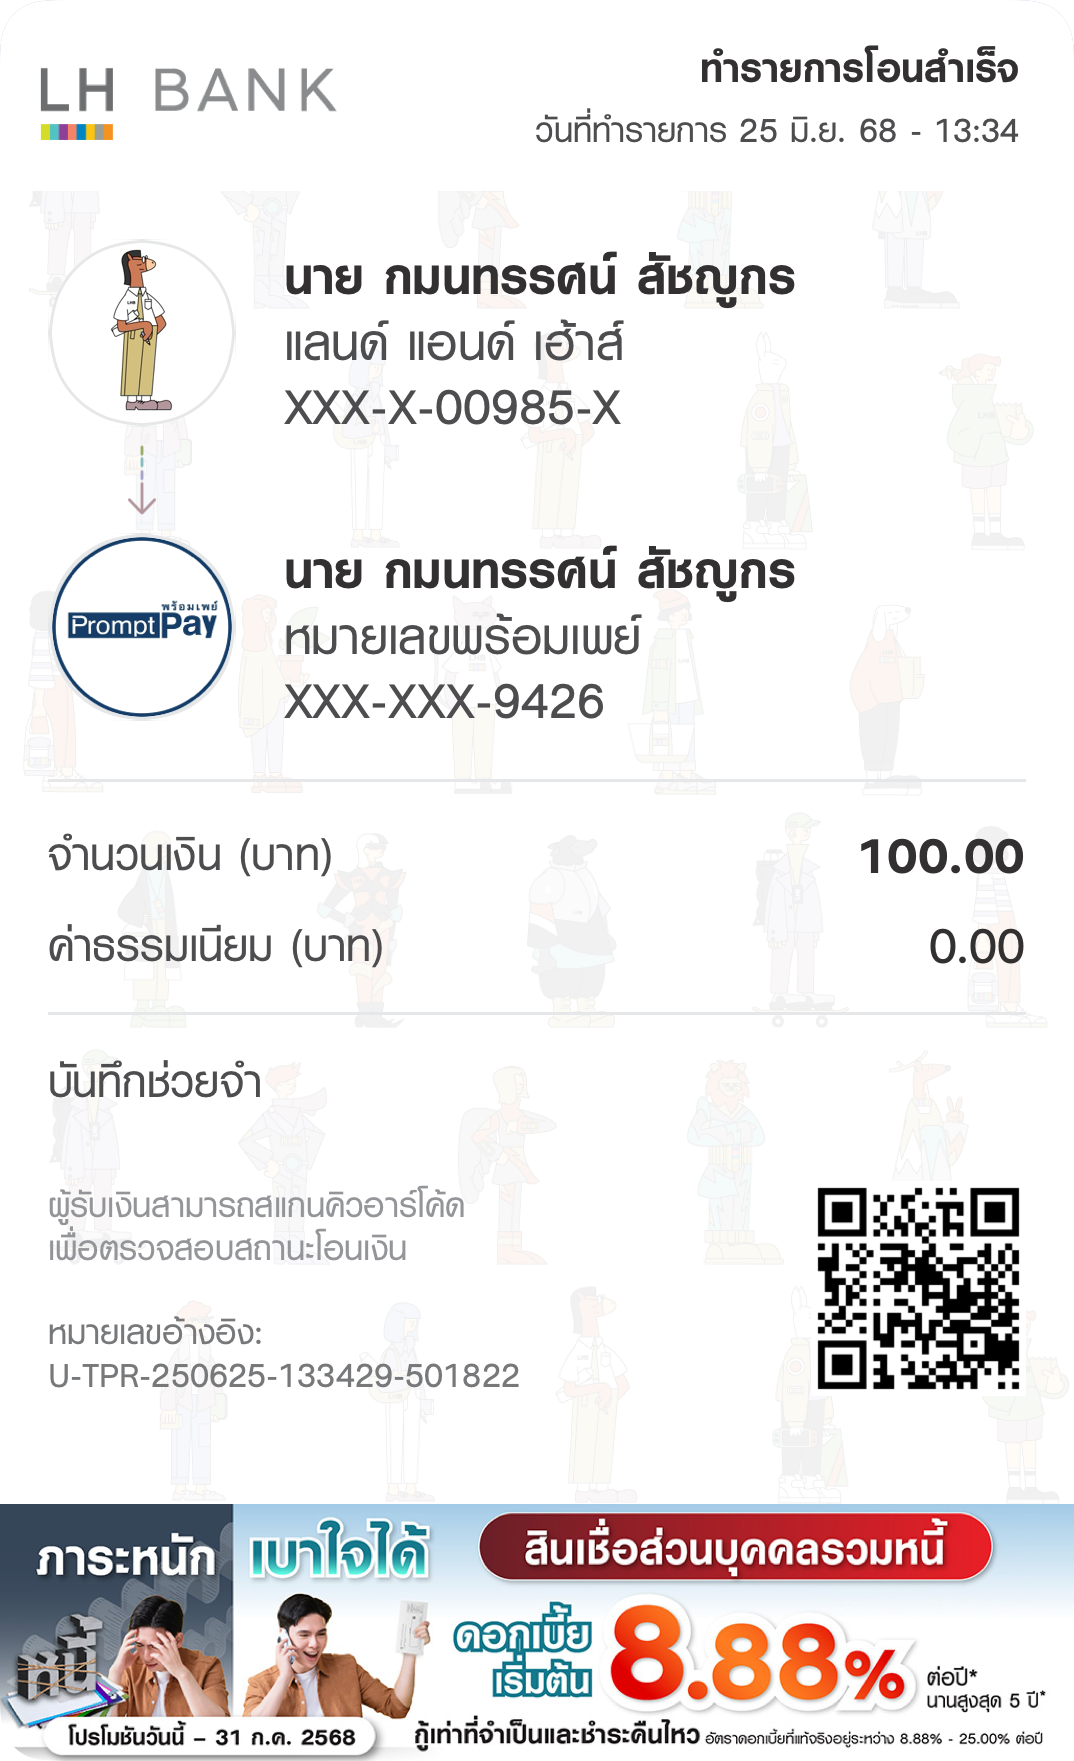 LH BANK
ทำรายการโอนสำเร็จ
วันที่ทำรายการ 25 มิ.ย. 68 - 13:34
นาย กมนทรรศน์ สัชญูกร
แลนด์ แอนด์ เฮ้าส์
XXX-X-00985-X
พร้อมเพย์
PromptPay
นาย กมนทรรศน์ สัชญูกร
หมายเลขพร้อมเพย์
XXX-XXX-9426
จำนวนเงิน (บาท) 100.00
ค่าธรรมเนียม (บาท) 0.00
บันทึกช่วยจำ
ผู้รับเงินสามารถสแกนคิวอาร์โค้ด
เพื่อตรวจสอบสถานะโอนเงิน
หมายเลขอ้างอิง:
U-TPR-250625-133429-501822
ภาระหนัก เบาใจได้ สินเชื่อส่วนบุคคลรวมหนี้
หนี้
ดอกเบี้ย
เริ่มต้น 8.88% ต่อปี*
นานสูงสุด 5 ปี*
โปรโมชันวันนี้ – 31 ก.ค. 2568
กู้เท่าที่จำเป็นและชำระคืนไหว อัตราดอกเบี้ยที่แท้จริงอยู่ระหว่าง 8.88% - 25.00% ต่อปี